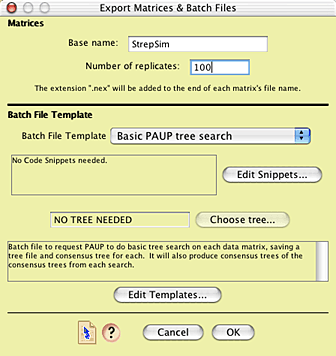 Export Matrices & Batch Files
Matrices
Base name: StrepSim
Number of replicates: 100
The extension ".nex" will be added to the end of each matrix's file name.
Batch File Template
Batch File Template Basic PAUP tree search
No Code Snippets needed.
Edit Snippets...
NO TREE NEEDED Choose tree...
Batch file to request PAUP to do basic tree search on each data matrix, saving a
tree file and consensus tree for each. It will also produce consensus trees of the
consensus trees from each search.
Edit Templates...
? Cancel OK